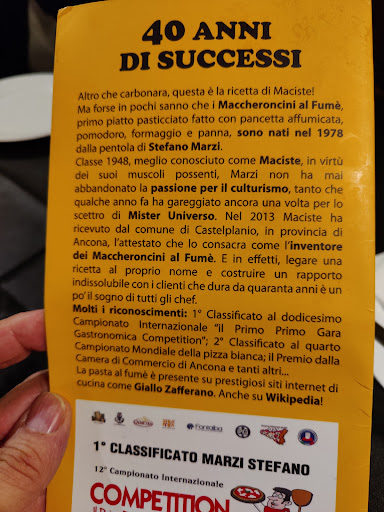 40 ANNI
DI SUCCESSI
Altro che carbonara, questa è la ricetta di Maciste!
Ma forse in pochi sanno che i Maccheroncini al Fumè,
primo piatto pasticciato fatto con pancetta affumicata,
pomodoro, formaggio e panna, sono nati nel 1978
dalla pentola di Stefano Marzi.
Classe 1948, meglio conosciuto come Maciste, in virtù
dei suoi muscoli possenti, Marzi non ha mai
abbandonato la passione per il culturismo, tanto che
qualche anno fa ha gareggiato ancora una volta per lo
scettro di Mister Universo. Nel 2013 Maciste ha
ricevuto dal comune di Castelplanio, in provincia di
Ancona, l'attestato che lo consacra come l'inventore
dei Maccheroncini al Fumè. E in effetti, legare una
ricetta al proprio nome e costruire un rapporto
indissolubile con i clienti che dura da quaranta anni è un
po' il sogno di tutti gli chef.
Molti i riconoscimenti: 1° Classificato al dodicesimo
Campionato Internazionale "il Primo Primo Gara
Gastronomica Competition"; 2° Classificato al quarto
Campionato Mondiale della pizza bianca; il Premio dalla
Camera di Commercio di Ancona e tanti altri...
La pasta al fumè è presente su prestigiosi siti internet di
cucina come Giallo Zafferano. Anche su Wikipedia!
1° CLASSIFICATO MARZI STEFANO
12° Campionato Internazionale
COMPETITION